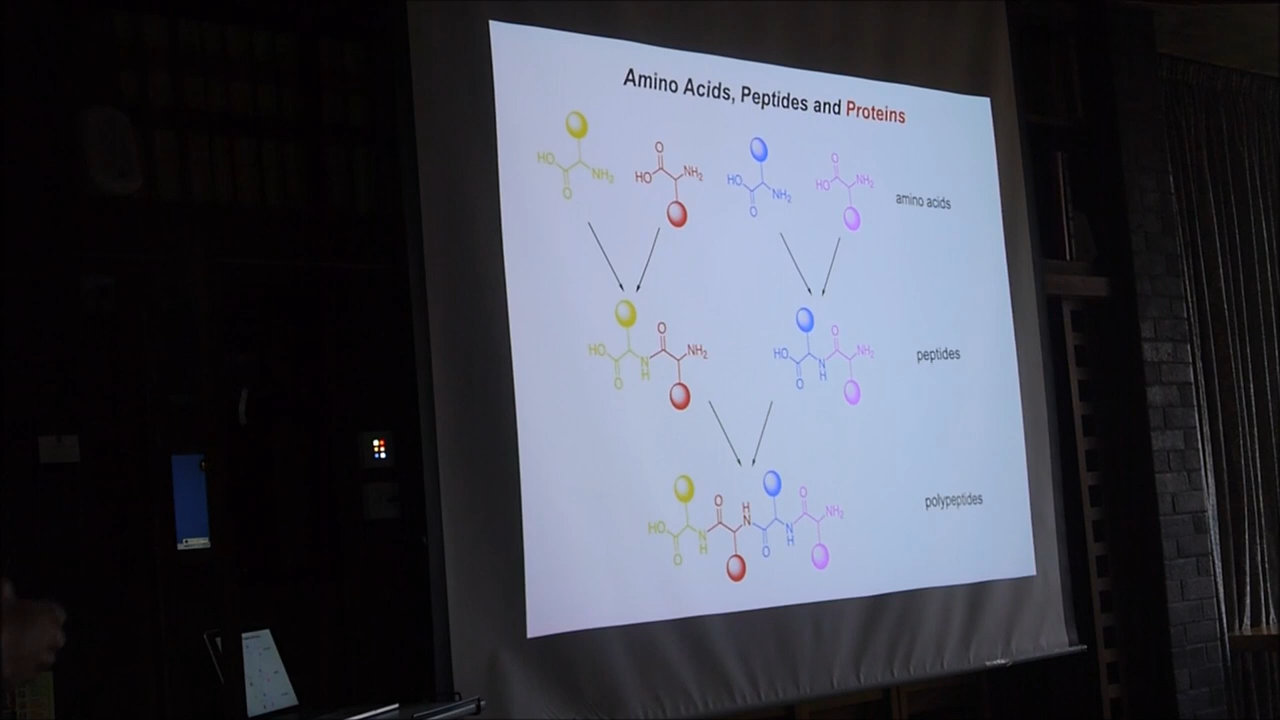 Amino Acids, Peptides and Proteins
HO O NH₂
HO O NH₂
HO O NH₂
HO O NH₂
amino acids
HO O N H O NH₂
HO O N H O NH₂
peptides
HO O N H O H N O N H O NH₂
polypeptides